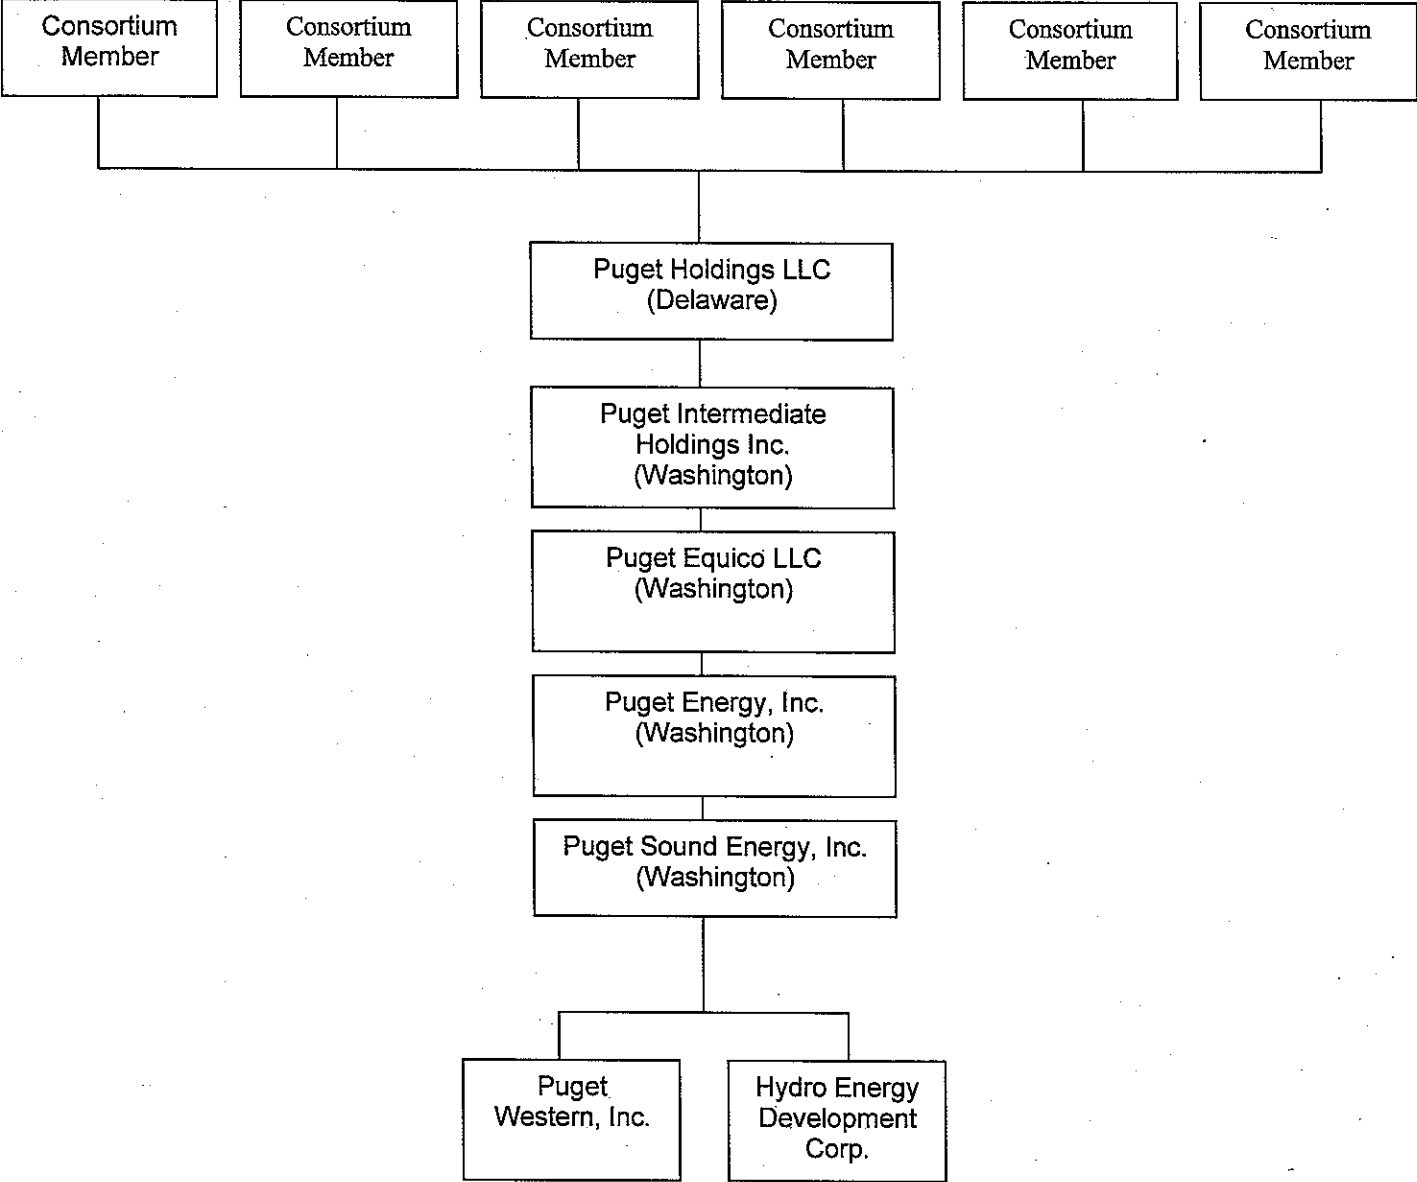 Consortium
Member
Consortium
Member
Consortium
Member
Consortium
Member
Consortium
Member
Consortium
Member
Puget Holdings LLC
(Delaware)
Puget Intermediate
Holdings Inc.
(Washington)
Puget Equico LLC
(Washington)
Puget Energy, Inc.
(Washington)
Puget Sound Energy, Inc.
(Washington)
Puget
Western, Inc.
Hydro Energy
Development
Corp.